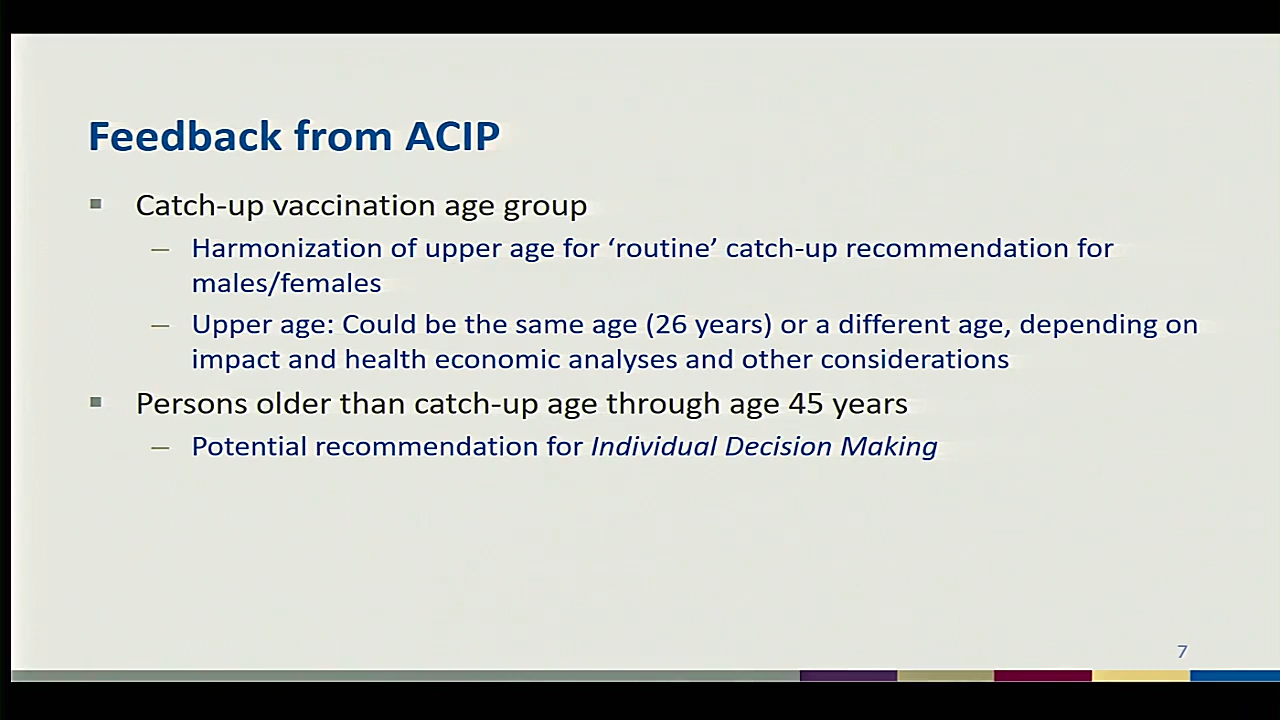 Feedback from ACIP
▪ Catch-up vaccination age group
– Harmonization of upper age for ‘routine’ catch-up recommendation for
males/females
– Upper age: Could be the same age (26 years) or a different age, depending on
impact and health economic analyses and other considerations
▪ Persons older than catch-up age through age 45 years
– Potential recommendation for Individual Decision Making
7